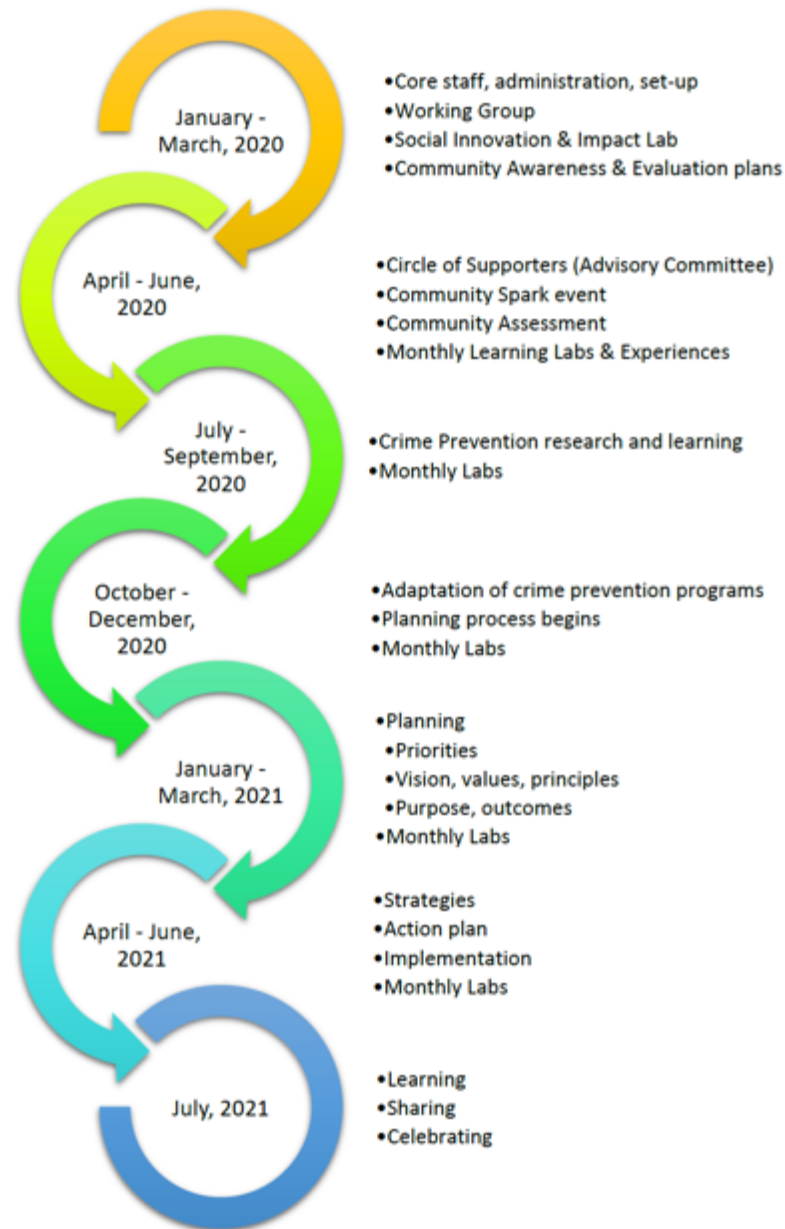 January -
March, 2020
•Core staff, administration, set-up
•Working Group
•Social Innovation & Impact Lab
•Community Awareness & Evaluation plans
April - June,
2020
•Circle of Supporters (Advisory Committee)
•Community Spark event
•Community Assessment
•Monthly Learning Labs & Experiences
July -
September,
2020
•Crime Prevention research and learning
•Monthly Labs
October -
December,
2020
•Adaptation of crime prevention programs
•Planning process begins
•Monthly Labs
January -
March, 2021
•Planning
•Priorities
•Vision, values, principles
•Purpose, outcomes
•Monthly Labs
April - June,
2021
•Strategies
•Action plan
•Implementation
•Monthly Labs
July, 2021
•Learning
•Sharing
•Celebrating